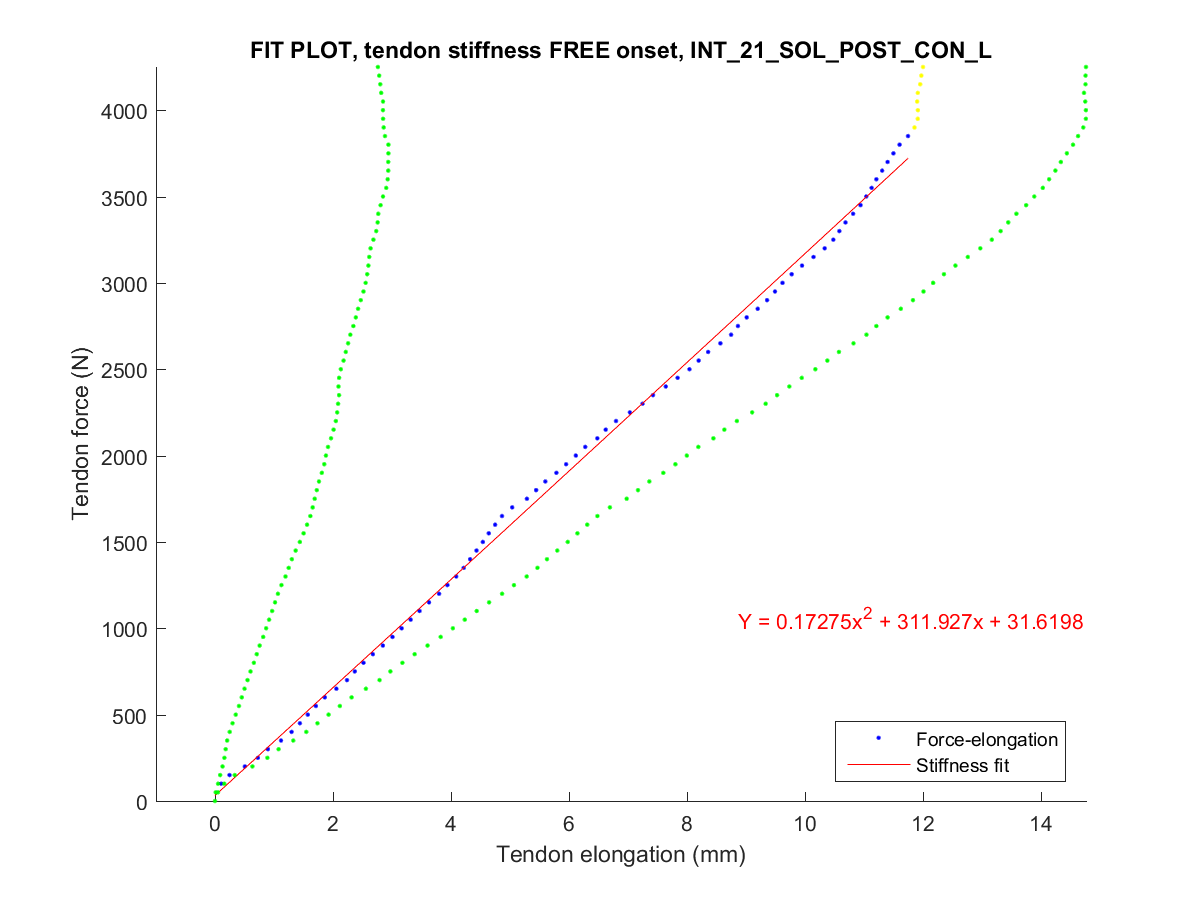 FIT PLOT, tendon stiffness FREE onset, INT_21_SOL_POST_CON_L
4000
3500
3000
2500
2000
1500
1000
500
0
Tendon force (N)
Y = 0.17275x² + 311.927x + 31.6198
Force-elongation
Stiffness fit
0 2 4 6 8 10 12 14
Tendon elongation (mm)